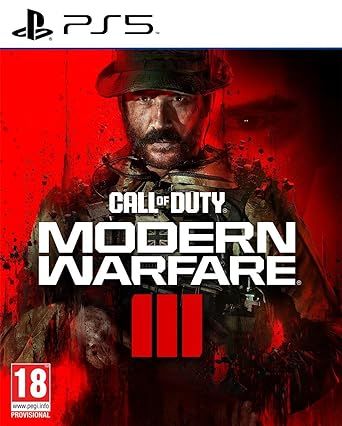 PS5
CALL OF DUTY®
MODERN
WARFARE®
III
18
www.pegi.info
PROVISIONAL